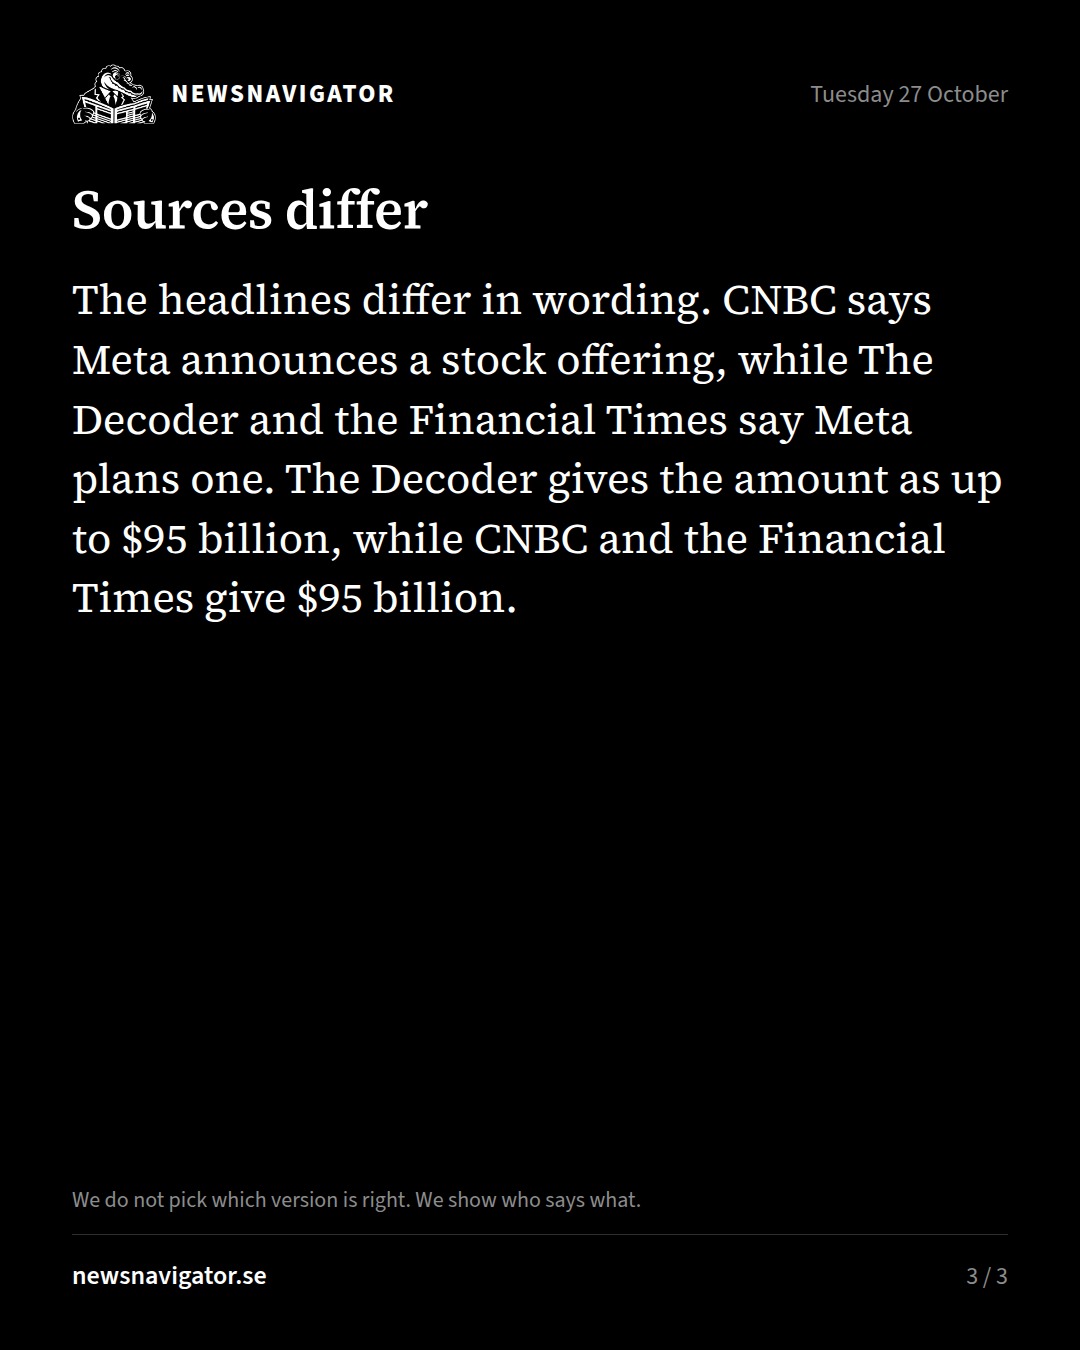 NEWSNAVIGATOR
Tuesday 27 October
Sources differ
The headlines differ in wording. CNBC says
Meta announces a stock offering, while The
Decoder and the Financial Times say Meta
plans one. The Decoder gives the amount as up
to $95 billion, while CNBC and the Financial
Times give $95 billion.
We do not pick which version is right. We show who says what.
newsnavigator.se
3 / 3